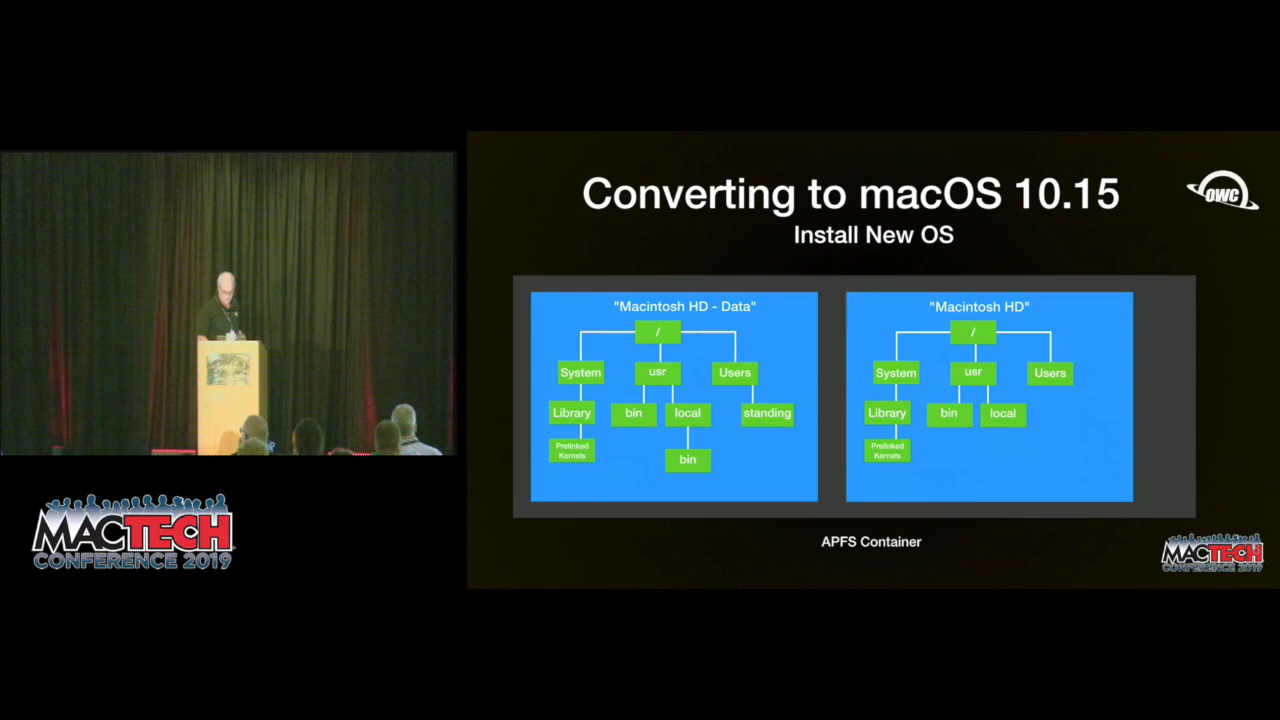 Converting to macOS 10.15
Install New OS
OWC
"Macintosh HD - Data"
/
System
usr
Users
Library
bin
local
standing
Prelinked
Kernels
bin
"Macintosh HD"
/
System
usr
Users
Library
bin
local
Prelinked
Kernels
APFS Container
MACTECH
CONFERENCE 2019
MACTECH
CONFERENCE 2019